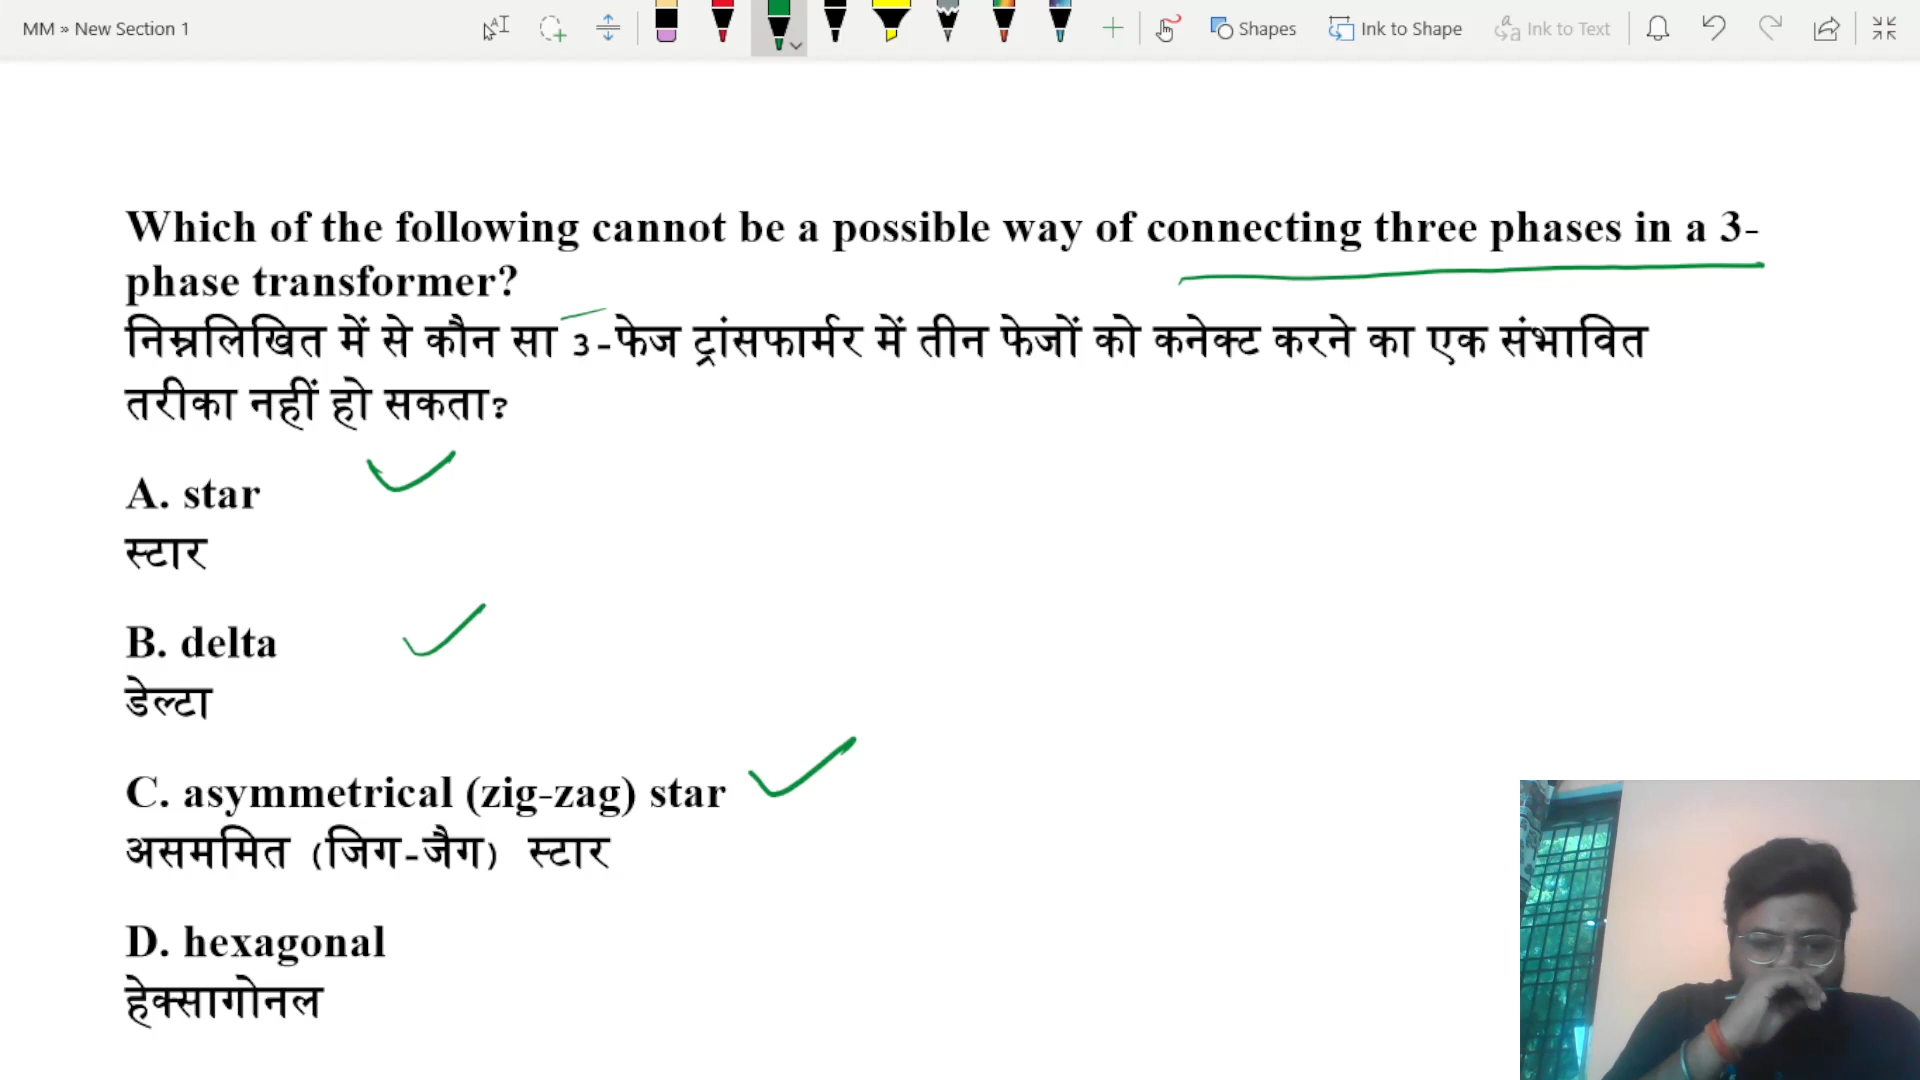 MM » New Section 1
Shapes
Ink to Shape
Ink to Text
Which of the following cannot be a possible way of connecting three phases in a 3-
phase transformer?
निम्नलिखित में से कौन सा 3-फेज ट्रांसफार्मर में तीन फेजों को कनेक्ट करने का एक संभावित
तरीका नहीं हो सकता?
A. star
स्टार
B. delta
डेल्टा
C. asymmetrical (zig-zag) star
असममित (जिग-जैग) स्टार
D. hexagonal
हेक्सागोनल